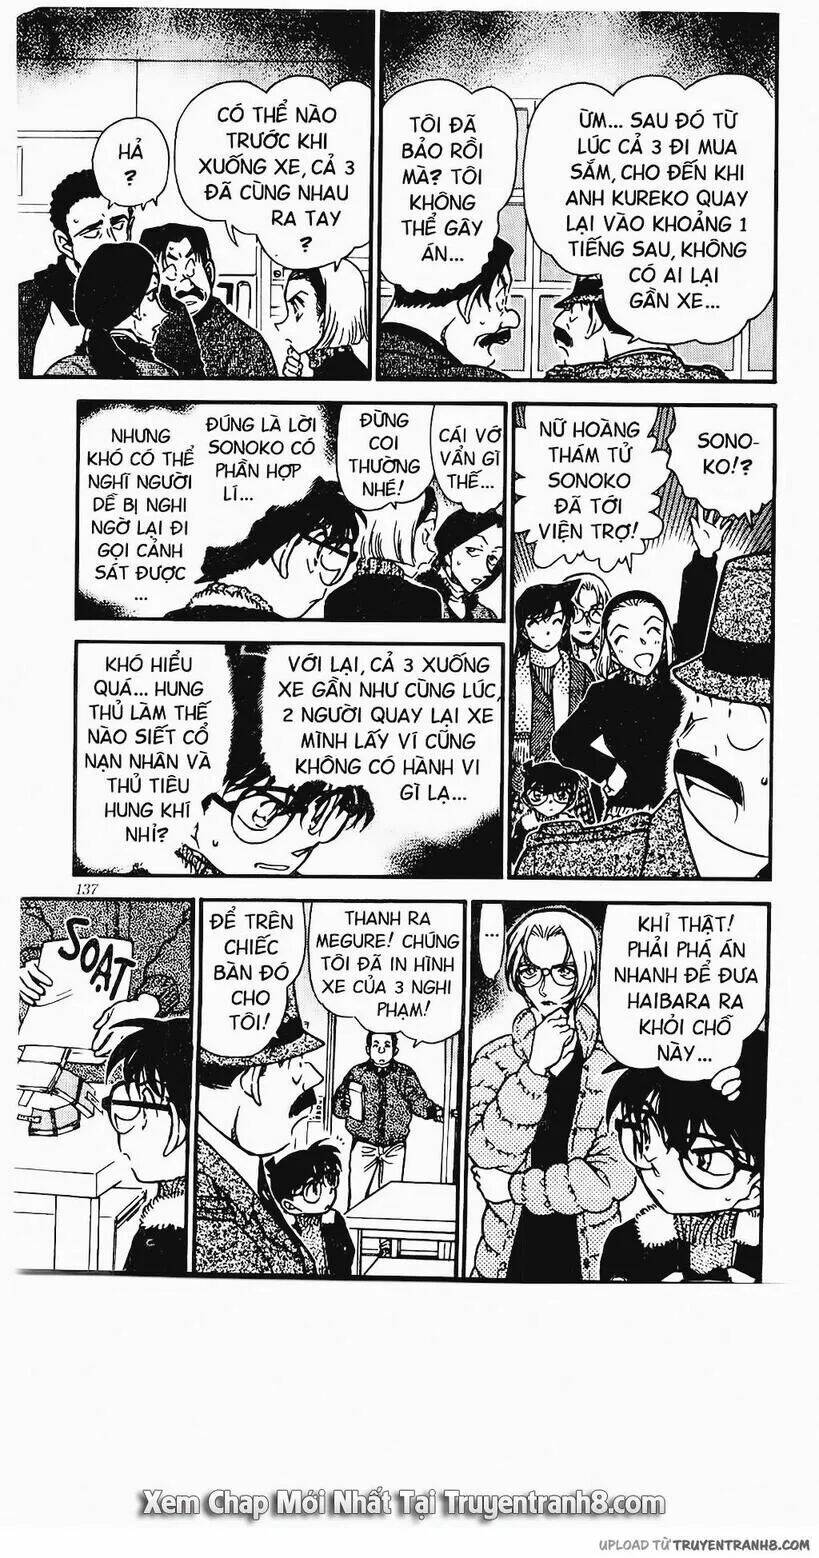 ỪM... SAU ĐÓ TỪ
LÚC CẢ 3 ĐI MUA
SẮM, CHO ĐẾN KHI
ANH KUREKO QUAY
LẠI VÀO KHOẢNG 1
TIẾNG SAU, KHÔNG
CÓ AI LẠI
GẦN XE...
TÔI ĐÃ
BẢO RỒI
MÀ? TÔI
KHÔNG
THỂ GÂY
ÁN...
CÓ THỂ NÀO
TRƯỚC KHI
XUỐNG XE, CẢ 3
ĐÃ CÙNG NHAU
RA TAY
?
HẢ
?
SONO-
KO!?
NỮ HOÀNG
THÁM TỬ
SONOKO
ĐÃ TỚI
VIỆN TRỢ!
CÁI VỚ
VẨN GÌ
THẾ...
ĐỪNG
COI
THƯỜNG
NHÉ!
ĐÚNG LÀ LỜI
SONOKO CÓ
PHẦN HỢP
LÍ...
NHƯNG
KHÓ CÓ THỂ
NGHĨ NGƯỜI
DỄ BỊ NGHI
NGỜ LẠI ĐI
GỌI CẢNH
SÁT ĐƯỢC
...
VỚI LẠI, CẢ 3 XUỐNG
XE GẦN NHƯ CÙNG LÚC,
2 NGƯỜI QUAY LẠI XE
MÌNH LẤY VÍ CŨNG
KHÔNG CÓ HÀNH VI
GÌ LẠ...
KHÓ HIỂU
QUÁ... HUNG
THỦ LÀM THẾ
NÀO SIẾT CỔ
NẠN NHÂN VÀ
THỦ TIÊU
HUNG KHÍ
NHỈ?
137
KHỈ THẬT!
PHẢI PHÁ ÁN
NHANH ĐỂ ĐƯA
HAIBARA RA
KHỎI CHỖ
NÀY...
...
THANH RA
MEGURE! CHÚNG
TÔI ĐÃ IN HÌNH
XE CỦA 3 NGHI
PHẠM!
ĐỂ TRÊN
CHIẾC
BÀN ĐÓ
CHO
TÔI!
SOẠT
Xem Chap Mới Nhất Tại Truyentranh8.com
UPLOAD TỪ TRUYENTRANH8.COM